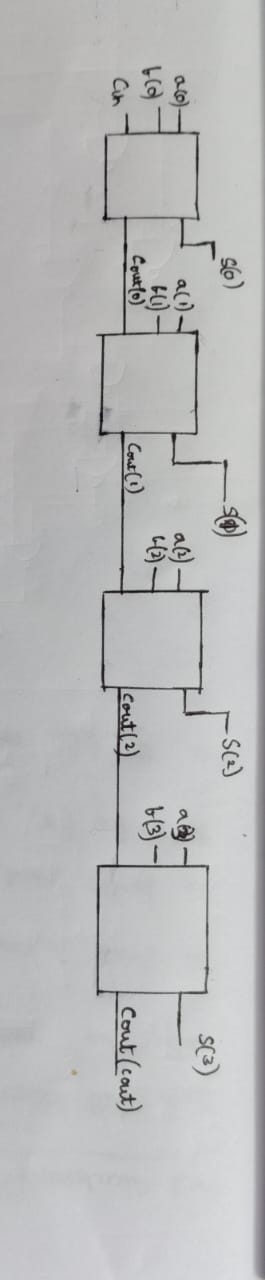 a(0)
b(0)
Cin
S(0)
Cout(0)
a(1)
b(1)
S(1)
Cout(1)
a(2)
b(2)
S(2)
Cout(2)
a(3)
b(3)
S(3)
Cout(cout)